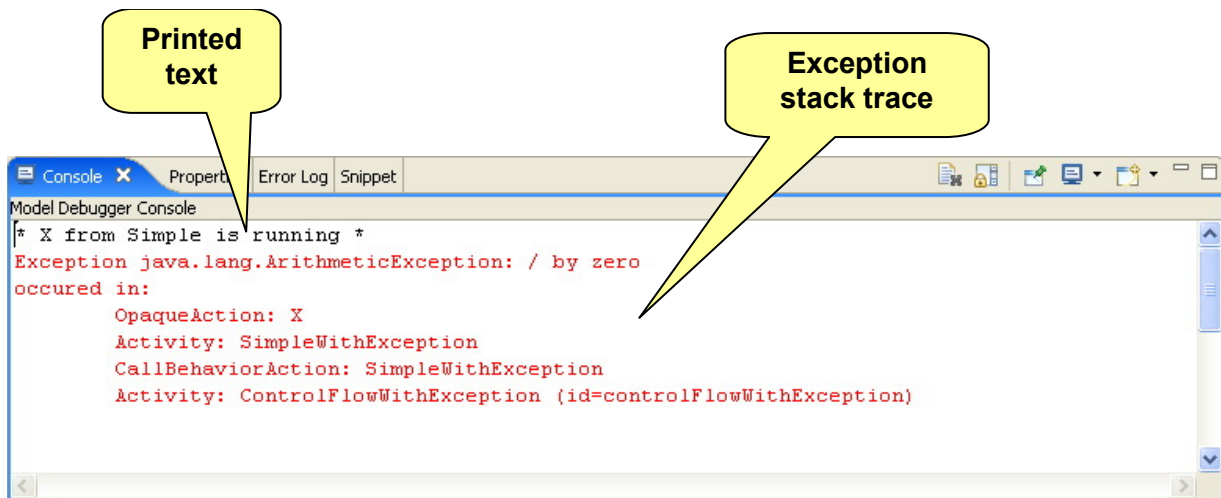 Printed
text
Exception
stack trace
Console
Propert
Error Log
Snippet
Model Debugger Console
* X from Simple is running *
Exception java.lang.ArithmeticException: / by zero
occured in:
OpaqueAction: X
Activity: SimpleWithException
CallBehaviorAction: SimpleWithException
Activity: ControlFlowWithException (id=controlFlowWithException)